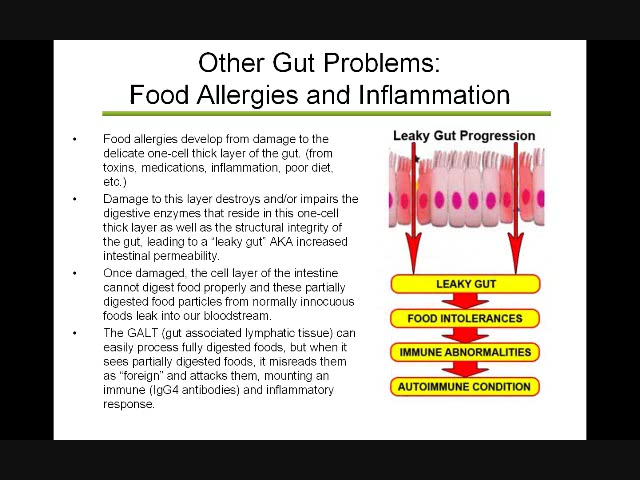 Other Gut Problems:
Food Allergies and Inflammation
• Food allergies develop from damage to the
delicate one-cell thick layer of the gut. (from
toxins, medications, inflammation, poor diet,
etc.)
• Damage to this layer destroys and/or impairs the
digestive enzymes that reside in this one-cell
thick layer as well as the structural integrity of
the gut, leading to a “leaky gut” AKA increased
intestinal permeability.
• Once damaged, the cell layer of the intestine
cannot digest food properly and these partially
digested food particles from normally innocuous
foods leak into our bloodstream.
• The GALT (gut associated lymphatic tissue) can
easily process fully digested foods, but when it
sees partially digested foods, it misreads them
as “foreign” and attacks them, mounting an
immune (IgG4 antibodies) and inflammatory
response.
Leaky Gut Progression
LEAKY GUT
FOOD INTOLERANCES
IMMUNE ABNORMALITIES
AUTOIMMUNE CONDITION